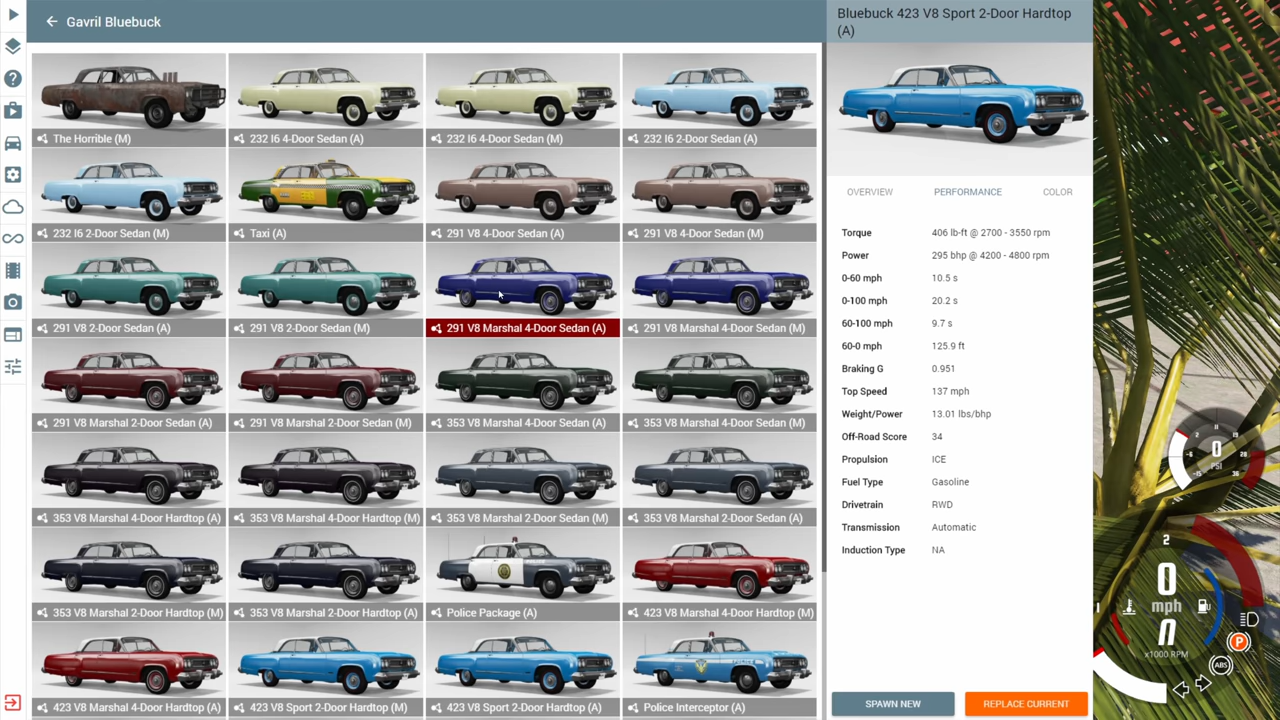 Gavril Bluebuck
The Horrible (M)
232 I6 4-Door Sedan (A)
232 I6 4-Door Sedan (M)
232 I6 2-Door Sedan (A)
232 I6 2-Door Sedan (M)
Taxi (A)
291 V8 4-Door Sedan (A)
291 V8 4-Door Sedan (M)
291 V8 2-Door Sedan (A)
291 V8 2-Door Sedan (M)
291 V8 Marshal 4-Door Sedan (A)
291 V8 Marshal 4-Door Sedan (M)
291 V8 Marshal 2-Door Sedan (A)
291 V8 Marshal 2-Door Sedan (M)
353 V8 Marshal 4-Door Sedan (A)
353 V8 Marshal 4-Door Sedan (M)
353 V8 Marshal 4-Door Hardtop (A)
353 V8 Marshal 4-Door Hardtop (M)
353 V8 Marshal 2-Door Sedan (M)
353 V8 Marshal 2-Door Sedan (A)
353 V8 Marshal 2-Door Hardtop (M)
353 V8 Marshal 2-Door Hardtop (A)
Police Package (A)
423 V8 Marshal 4-Door Hardtop (M)
423 V8 Marshal 4-Door Hardtop (A)
423 V8 Sport 2-Door Hardtop (M)
423 V8 Sport 2-Door Hardtop (A)
Police Interceptor (A)
Bluebuck 423 V8 Sport 2-Door Hardtop
(A)
OVERVIEW PERFORMANCE COLOR
Torque 406 lb-ft @ 2700 - 3550 rpm
Power 295 bhp @ 4200 - 4800 rpm
0-60 mph 10.5 s
0-100 mph 20.2 s
60-100 mph 9.7 s
60-0 mph 125.9 ft
Braking G 0.951
Top Speed 137 mph
Weight/Power 13.01 lbs/bhp
Off-Road Score 34
Propulsion ICE
Fuel Type Gasoline
Drivetrain RWD
Transmission Automatic
Induction Type NA
SPAWN NEW REPLACE CURRENT
0
PSI
2
0
mph
n
x1000 RPM
P
ABS